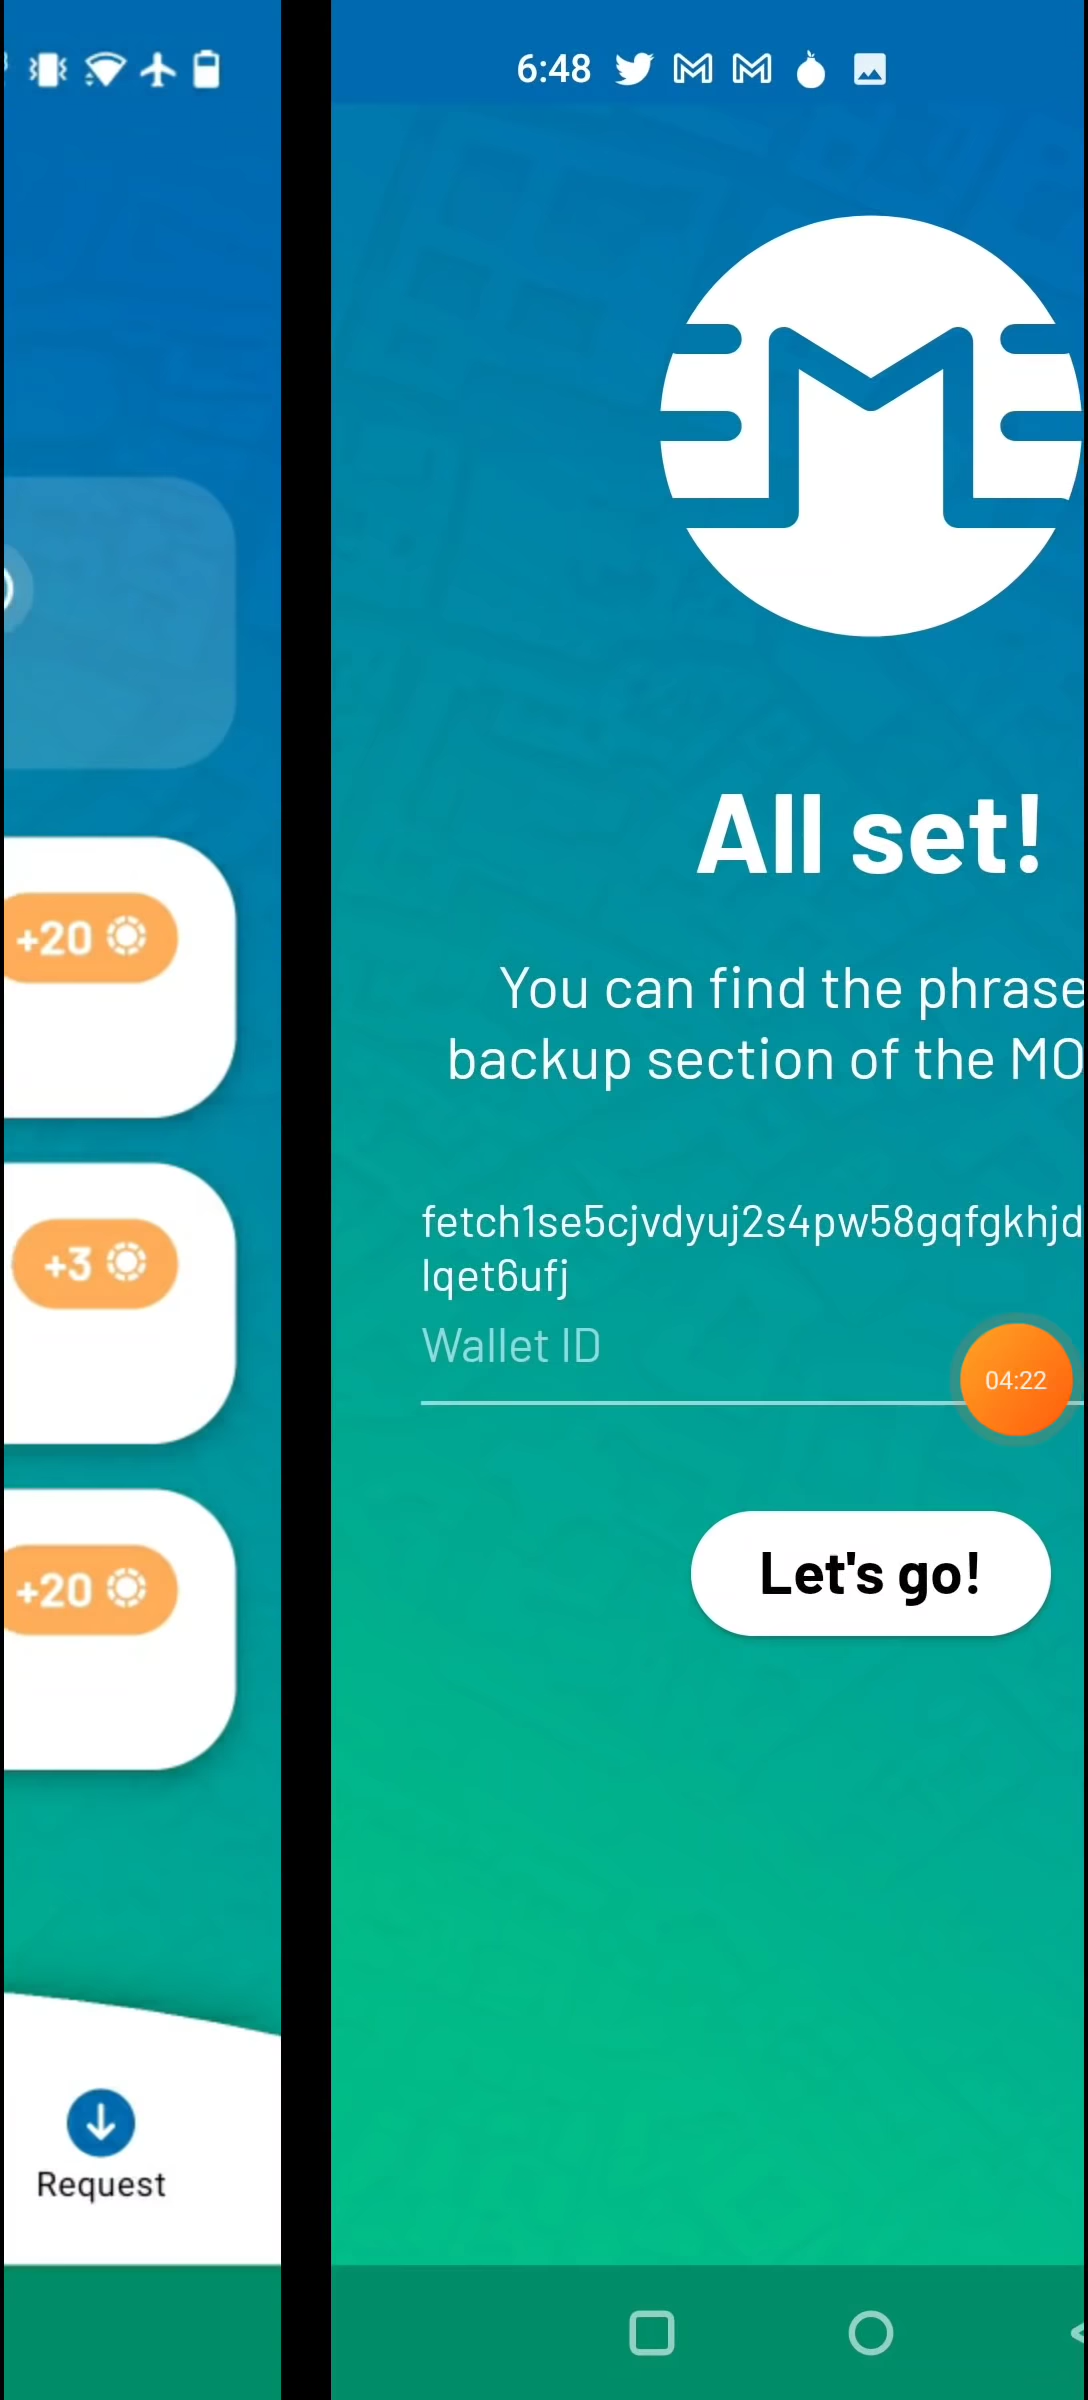 +20
+3
+20
Request
6:48
All set!
You can find the phrase
backup section of the MO
fetch1se5cjvdyuj2s4pw58gqfgkhjd
lqet6ufj
Wallet ID
04:22
Let's go!